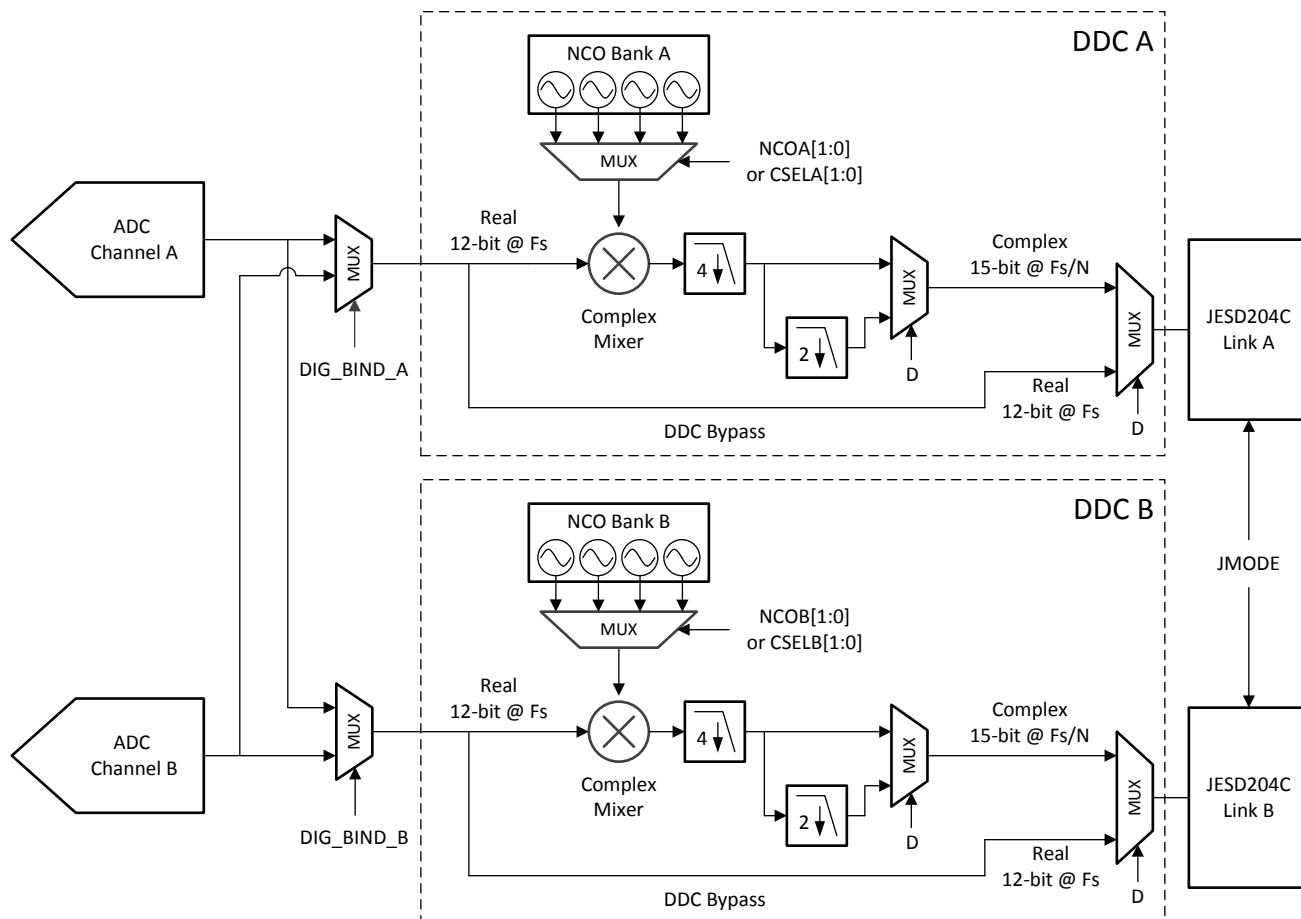 DDC A
NCO Bank A
MUX
NCOA[1:0]
or CSELA[1:0]
ADC
Channel A
MUX
DIG_BIND_A
Real
12-bit @ Fs
Complex
Mixer
4
2
MUX
D
Complex
15-bit @ Fs/N
Real
12-bit @ Fs
DDC Bypass
MUX
D
JESD204C
Link A
JMODE
DDC B
NCO Bank B
MUX
NCOB[1:0]
or CSELB[1:0]
ADC
Channel B
MUX
DIG_BIND_B
Real
12-bit @ Fs
Complex
Mixer
4
2
MUX
D
Complex
15-bit @ Fs/N
Real
12-bit @ Fs
DDC Bypass
MUX
D
JESD204C
Link B